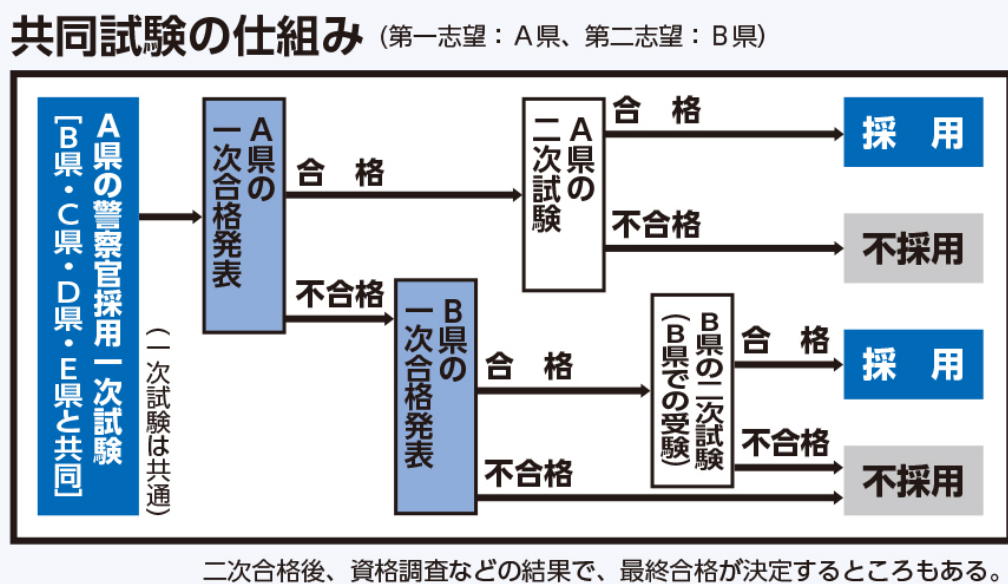 共同試験の仕組み (第一志望：A県、第二志望：B県)
A県の警察官採用一次試験
[B県・C県・D県・E県と共同]
(一次試験は共通)
A県の
一次合格発表
合　格
不合格
A県の
二次試験
合　格
採　用
不合格
不採用
B県の
一次合格発表
合　格
不合格
B県の二次試験
(B県での受験)
合　格
採　用
不合格
不採用
二次合格後、資格調査などの結果で、最終合格が決定するところもある。